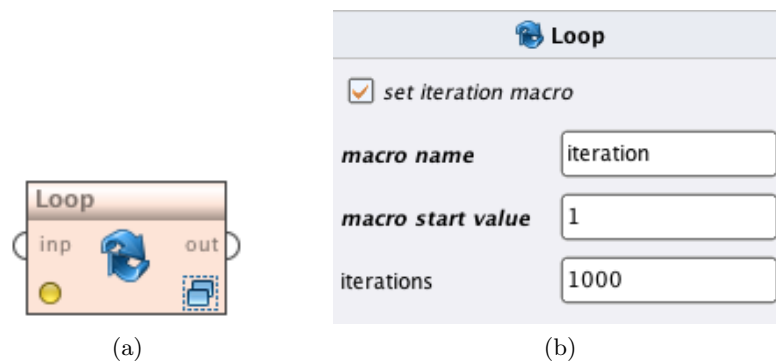 Loop
inp
out
(a)
Loop
set iteration macro
macro name
iteration
macro start value
1
iterations
1000
(b)